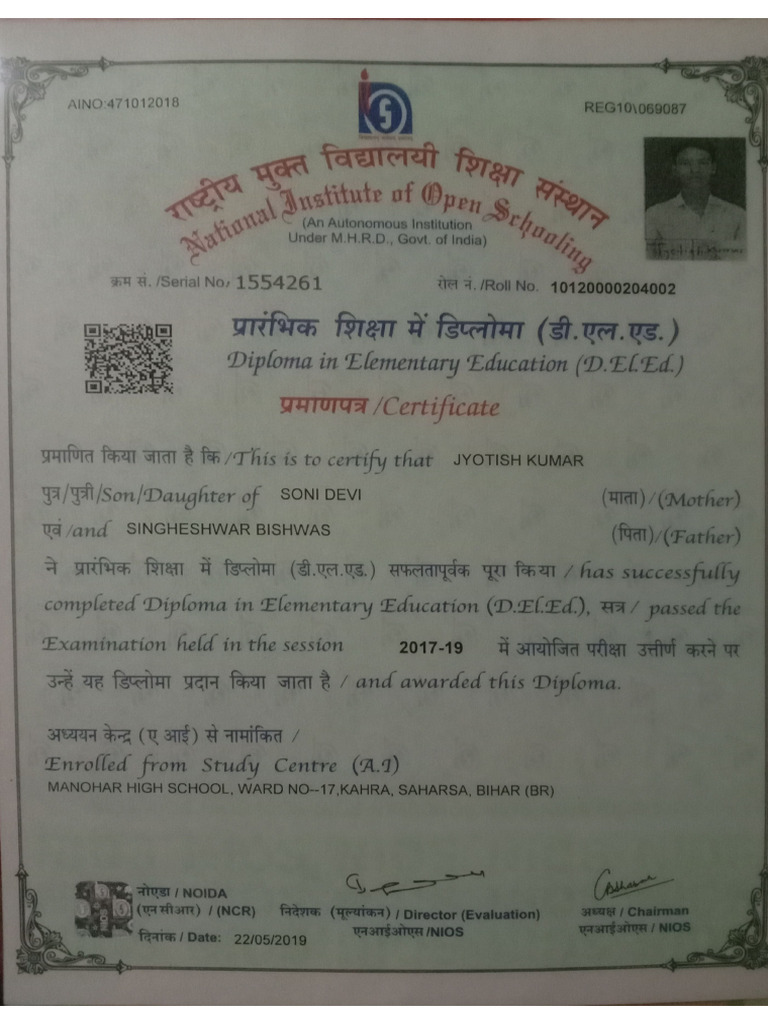 AINO:471012018
REG10\069087
राष्ट्रीय मुक्त विद्यालयी शिक्षा संस्थान
National Institute of Open Schooling
(An Autonomous Institution
Under M.H.R.D., Govt. of India)
क्रम सं. /Serial No. 1554261
रोल नं. /Roll No. 10120000204002
प्रारंभिक शिक्षा में डिप्लोमा (डी.एल.एड.)
Diploma in Elementary Education (D.El.Ed.)
प्रमाणपत्र /Certificate
प्रमाणित किया जाता है कि /This is to certify that JYOTISH KUMAR
पुत्र/पुत्री/Son/Daughter of SONI DEVI (माता)/(Mother)
एवं/and SINGHESHWAR BISHWAS (पिता)/(Father)
ने प्रारंभिक शिक्षा में डिप्लोमा (डी.एल.एड.) सफलतापूर्वक पूरा किया / has successfully
completed Diploma in Elementary Education (D.El.Ed.), सत्र / passed the
Examination held in the session 2017-19 में आयोजित परीक्षा उत्तीर्ण करने पर
उन्हें यह डिप्लोमा प्रदान किया जाता है / and awarded this Diploma.
अध्ययन केन्द्र (ए आई) से नामांकित /
Enrolled from Study Centre (A.I)
MANOHAR HIGH SCHOOL, WARD NO--17,KAHRA, SAHARSA, BIHAR (BR)
नोएडा / NOIDA
(एनसीआर) / (NCR)
दिनांक / Date: 22/05/2019
निदेशक (मूल्यांकन) / Director (Evaluation)
एनआईओएस /NIOS
अध्यक्ष / Chairman
एनआईओएस / NIOS